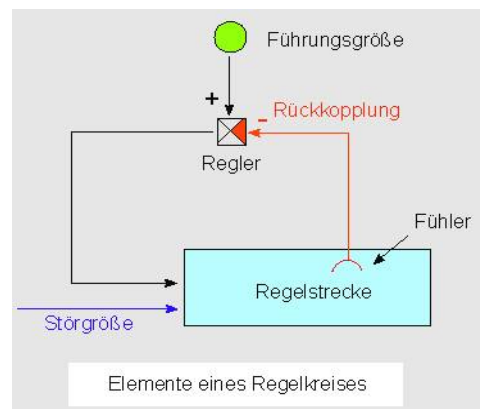 Führungsgröße
+
- Rückkopplung
Regler
Fühler
Regelstrecke
Störgröße
Elemente eines Regelkreises